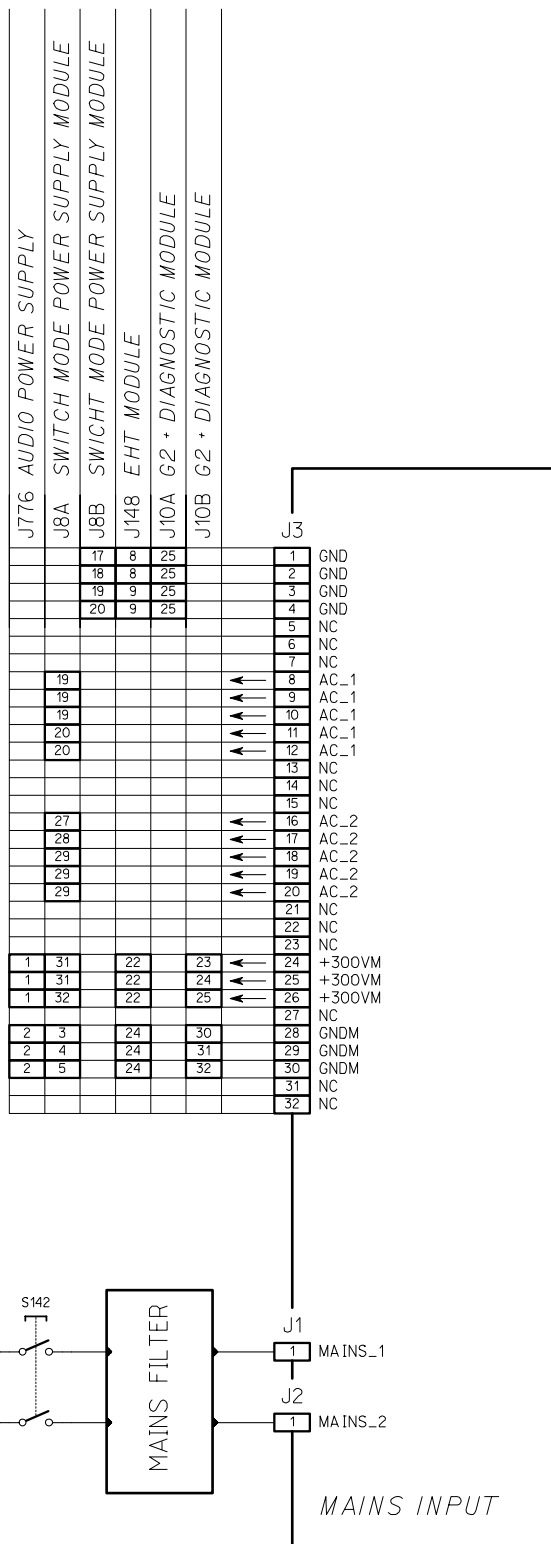 J776 AUDIO POWER SUPPLY
J8A SWITCH MODE POWER SUPPLY MODULE
J8B SWICHT MODE POWER SUPPLY MODULE
J148 EHT MODULE
J10A G2 + DIAGNOSTIC MODULE
J10B G2 + DIAGNOSTIC MODULE
J3
17 8 25 1 GND
18 8 25 2 GND
19 9 25 3 GND
20 9 25 4 GND
5 NC
6 NC
7 NC
19 8 AC_1
19 9 AC_1
19 10 AC_1
20 11 AC_1
20 12 AC_1
13 NC
14 NC
15 NC
27 16 AC_2
28 17 AC_2
29 18 AC_2
29 19 AC_2
29 20 AC_2
21 NC
22 NC
23 NC
1 31 22 23 24 +300VM
1 31 22 24 25 +300VM
1 32 22 25 26 +300VM
27 NC
2 3 24 30 28 GNDM
2 4 24 31 29 GNDM
2 5 24 32 30 GNDM
31 NC
32 NC
S142
MAINS FILTER
J1
1 MAINS_1
J2
1 MAINS_2
MAINS INPUT